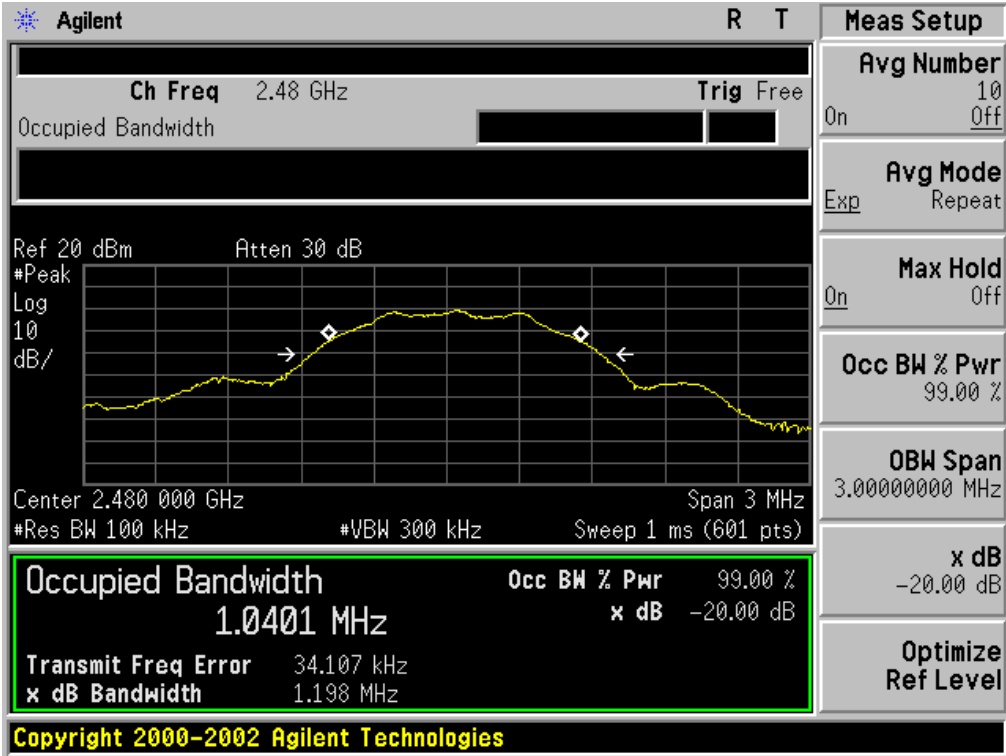 Agilent R T Meas Setup
Ch Freq 2.48 GHz Trig Free
Occupied Bandwidth
Avg Number
10
On Off
Avg Mode
Exp Repeat
Max Hold
On Off
Occ BW % Pwr
99.00 %
OBW Span
3.00000000 MHz
x dB
-20.00 dB
Optimize
Ref Level
Ref 20 dBm Atten 30 dB
#Peak
Log
10
dB/
Center 2.480 000 GHz Span 3 MHz
#Res BW 100 kHz #VBW 300 kHz Sweep 1 ms (601 pts)
Occupied Bandwidth
1.0401 MHz
Occ BW % Pwr 99.00 %
x dB -20.00 dB
Transmit Freq Error 34.107 kHz
x dB Bandwidth 1.198 MHz
Copyright 2000-2002 Agilent Technologies